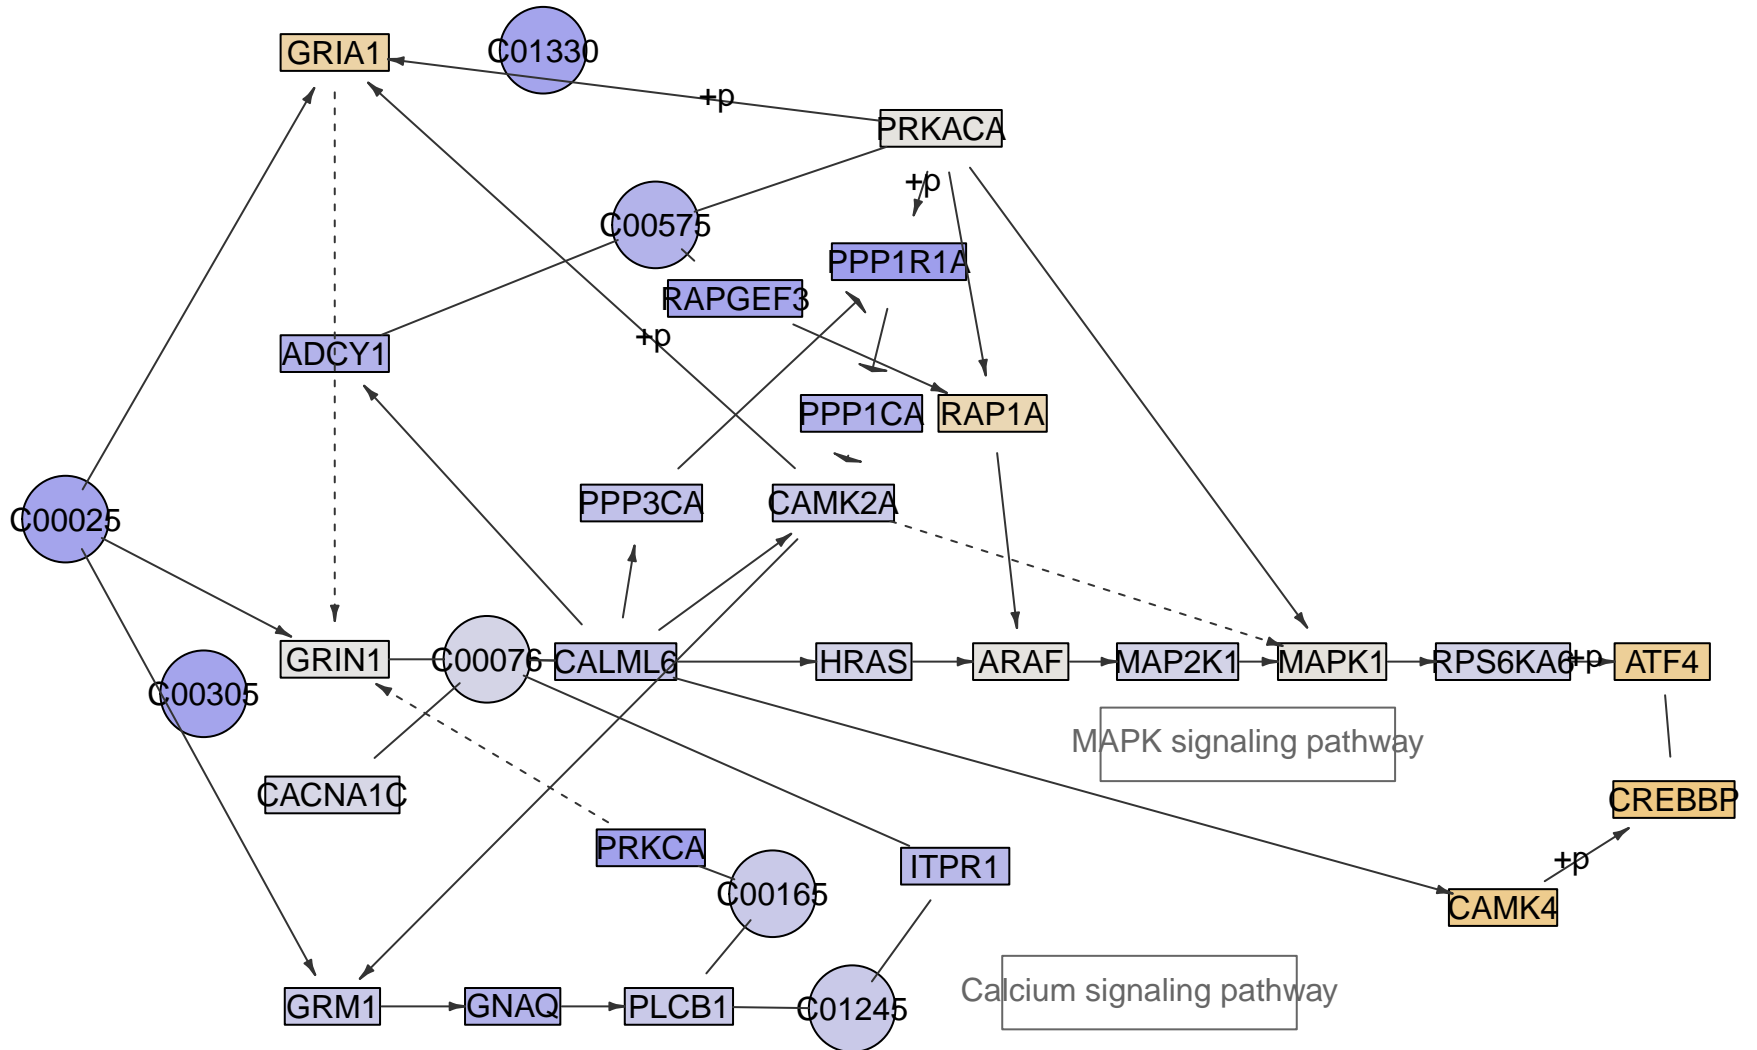 GRIA1
C01330
+p
PRKACA
+p
C00575
PPP1R1A
RAPGEF3
+p
ADCY1
PPP1CA
RAP1A
PPP3CA
CAMK2A
C00025
GRIN1
C00076
CALML6
HRAS
ARAF
MAP2K1
MAPK1
RPS6KA6
+p
ATF4
C00305
MAPK signaling pathway
CACNA1C
CREBBP
PRKCA
ITPR1
+p
C00165
CAMK4
Calcium signaling pathway
GRM1
GNAQ
PLCB1
C01245